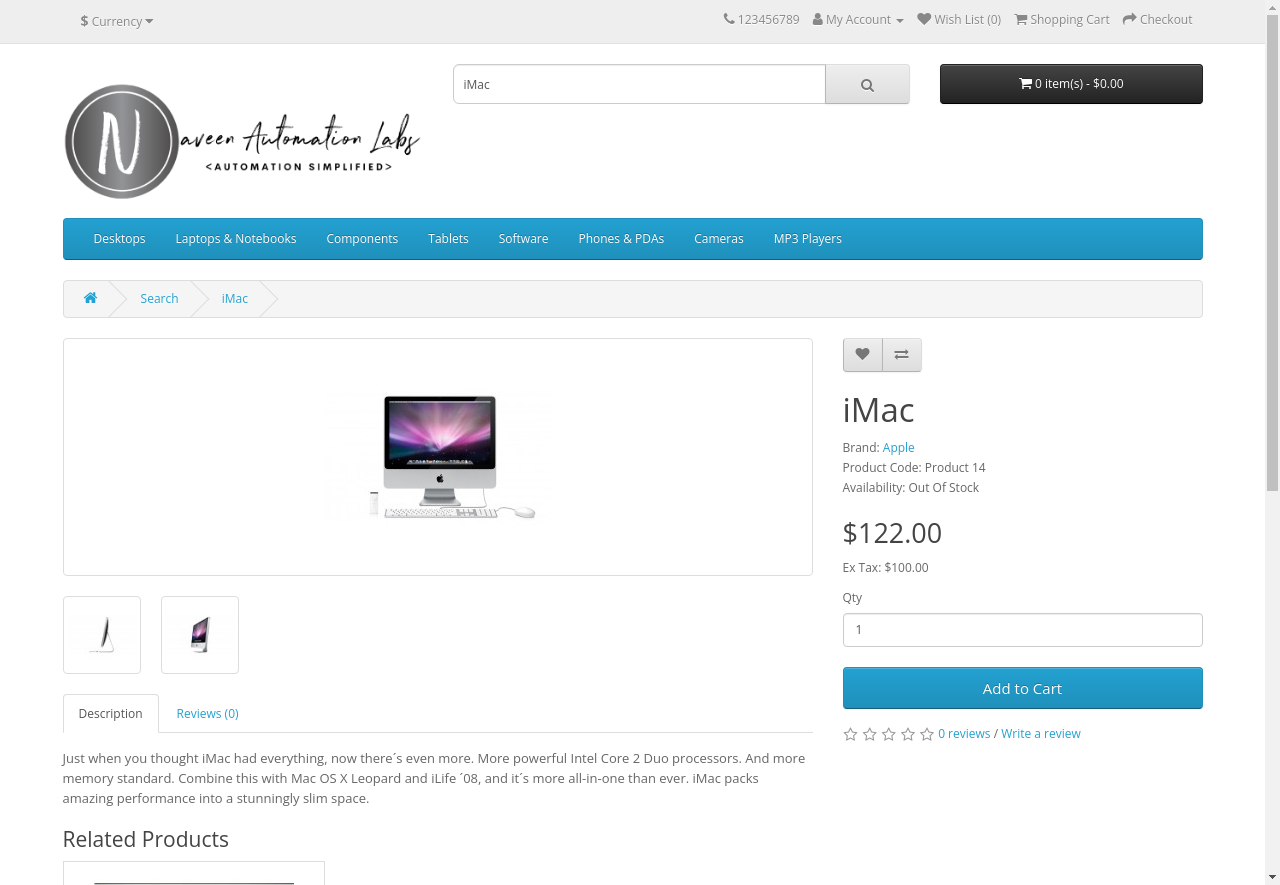 $ Currency
123456789 My Account Wish List (0) Shopping Cart Checkout
iMac
0 item(s) - $0.00
N
aveen Automation Labs
<AUTOMATION SIMPLIFIED>
Desktops Laptops & Notebooks Components Tablets Software Phones & PDAs Cameras MP3 Players
Search iMac
iMac
Brand: Apple
Product Code: Product 14
Availability: Out Of Stock
$122.00
Ex Tax: $100.00
Qty
1
Add to Cart
0 reviews / Write a review
Description Reviews (0)
Just when you thought iMac had everything, now there´s even more. More powerful Intel Core 2 Duo processors. And more
memory standard. Combine this with Mac OS X Leopard and iLife ´08, and it´s more all-in-one than ever. iMac packs
amazing performance into a stunningly slim space.
Related Products